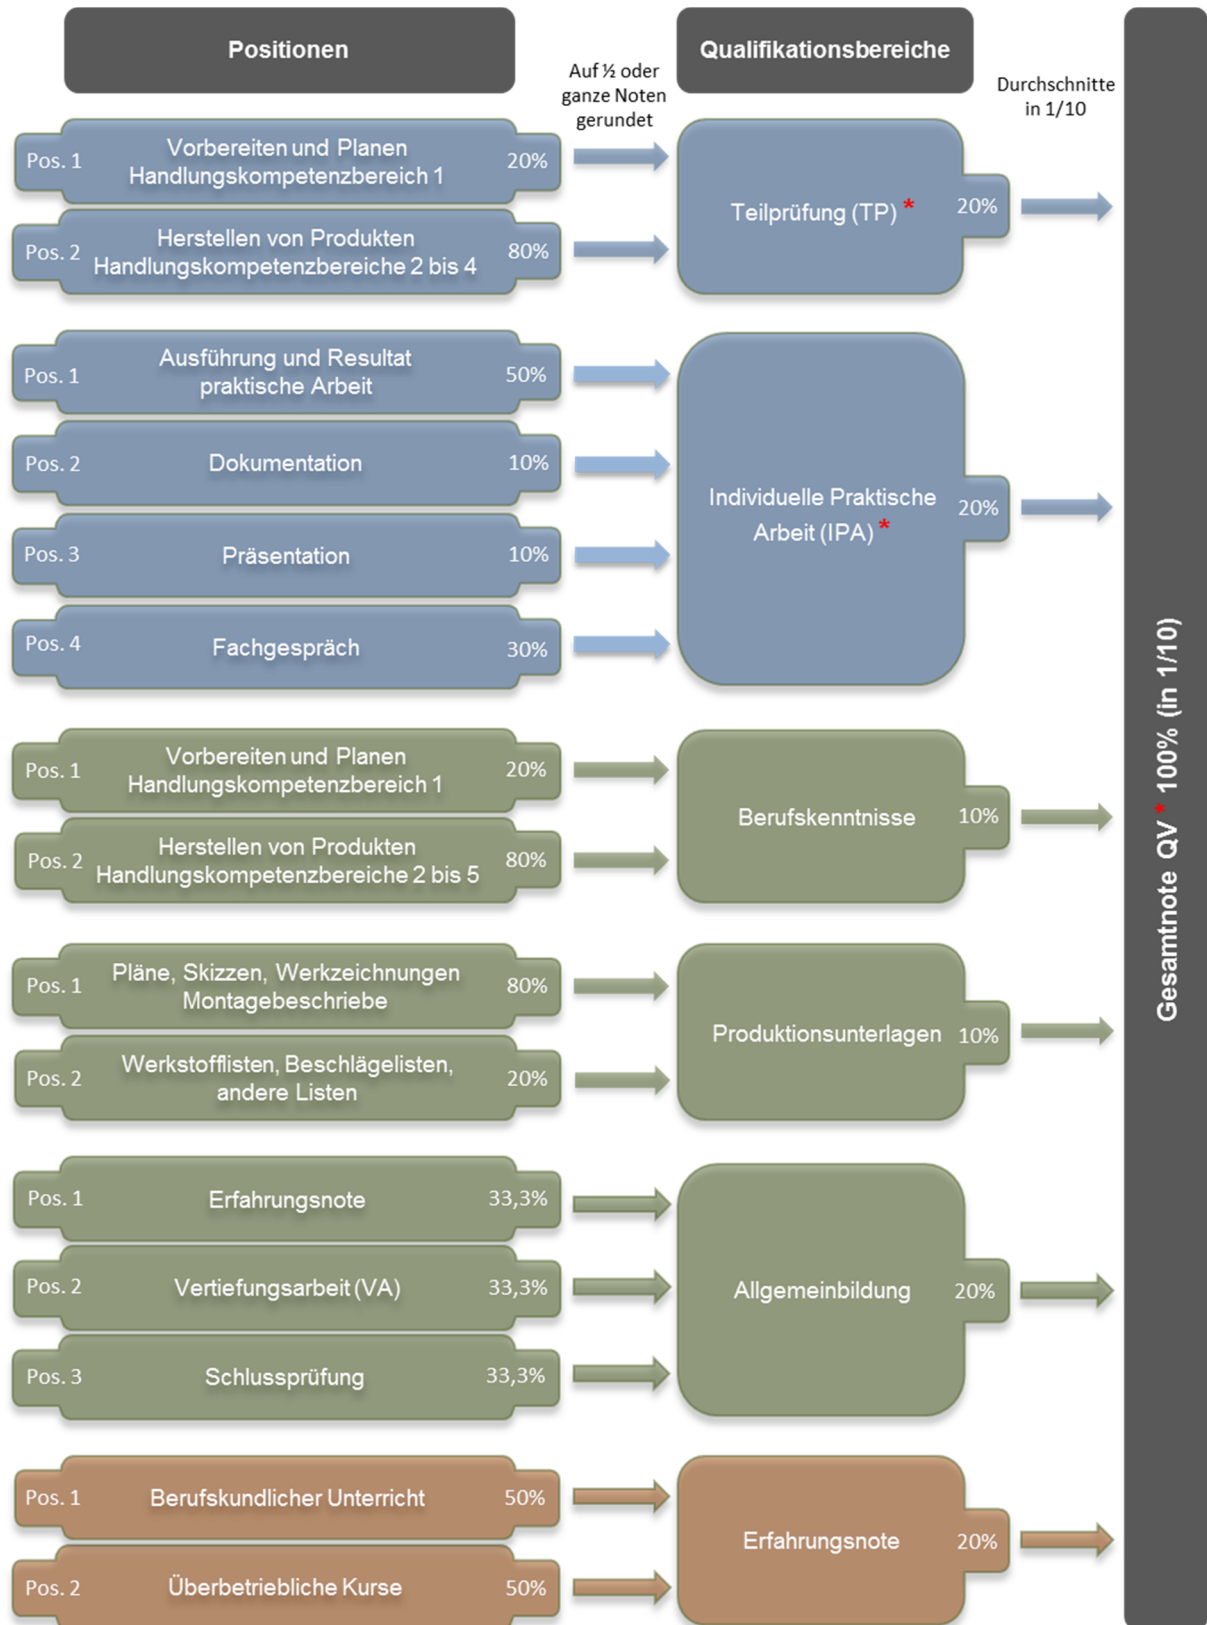 Positionen
Auf ½ oder
ganze Noten
gerundet
Qualifikationsbereiche
Durchschnitte
in 1/10
Pos. 1
Vorbereiten und Planen
Handlungskompetenzbereich 1
20%
Pos. 2
Herstellen von Produkten
Handlungskompetenzbereiche 2 bis 4
80%
Teilprüfung (TP) *
20%
Pos. 1
Ausführung und Resultat
praktische Arbeit
50%
Pos. 2
Dokumentation
10%
Pos. 3
Präsentation
10%
Pos. 4
Fachgespräch
30%
Individuelle Praktische
Arbeit (IPA) *
20%
Pos. 1
Vorbereiten und Planen
Handlungskompetenzbereich 1
20%
Pos. 2
Herstellen von Produkten
Handlungskompetenzbereiche 2 bis 5
80%
Berufskenntnisse
10%
Pos. 1
Pläne, Skizzen, Werkzeichnungen
Montagebeschriebe
80%
Pos. 2
Werkstofflisten, Beschlägelisten,
andere Listen
20%
Produktionsunterlagen
10%
Pos. 1
Erfahrungsnote
33,3%
Pos. 2
Vertiefungsarbeit (VA)
33,3%
Pos. 3
Schlussprüfung
33,3%
Allgemeinbildung
20%
Pos. 1
Berufskundlicher Unterricht
50%
Pos. 2
Überbetriebliche Kurse
50%
Erfahrungsnote
20%
Gesamtnote QV * 100% (in 1/10)